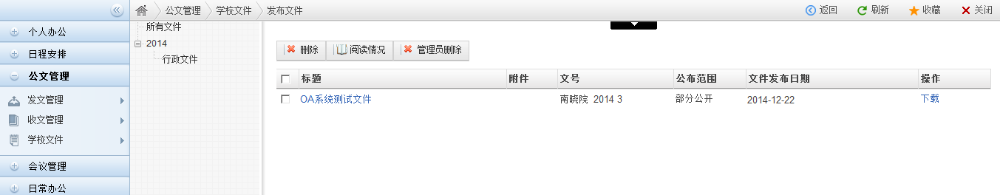 公文管理 学校文件 发布文件 返回 刷新 收藏 关闭
个人办公
日程安排
公文管理
发文管理
收文管理
学校文件
会议管理
日常办公
所有文件
2014
行政文件
删除 阅读情况 管理员删除
标题 附件 文号 公布范围 文件发布日期 操作
OA系统测试文件 南晓院 2014 3 部分公开 2014-12-22 下载